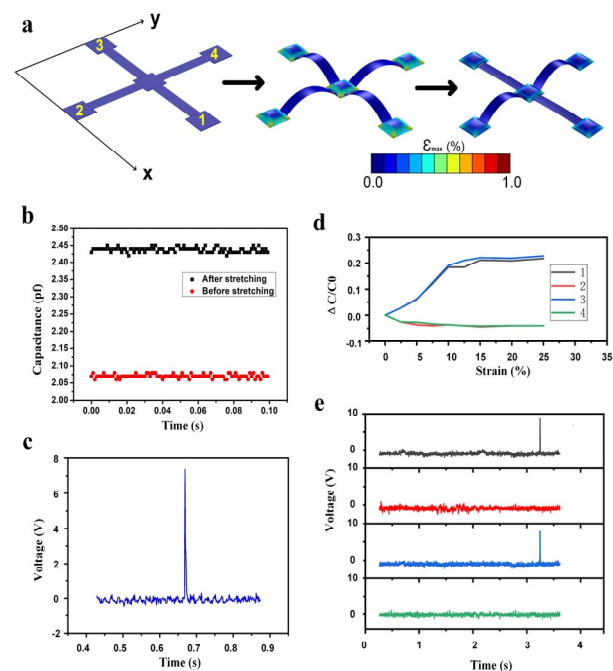 a
y
3
4
2
1
x
εmax (%)
0.0 1.0
b
2.50
2.45
2.40
2.35
2.30
2.25
2.20
2.15
2.10
2.05
2.00
Capacitance (pf)
After stretching
Before stretching
0.00 0.02 0.04 0.06 0.08 0.10
Time (s)
c
8
6
4
2
0
-2
Voltage (V)
0.4 0.5 0.6 0.7 0.8 0.9
Time (s)
d
0.3
0.2
0.1
0.0
-0.1
Δ C/C0
1
2
3
4
0 5 10 15 20 25 30 35
Strain (%)
e
10
0
10
0
10
0
10
0
Voltage (V)
0 1 2 3 4
Time (s)